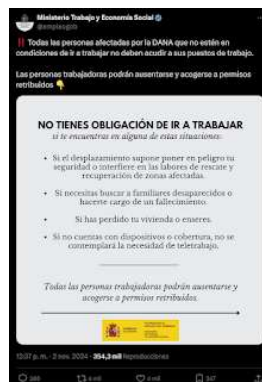 Ministerio Trabajo y Economía Social
@empleogob
‼️ Todas las personas afectadas por la DANA que no estén en
condiciones de ir a trabajar no deben acudir a sus puestos de trabajo.
Las personas trabajadoras podrán ausentarse y acogerse a permisos
retribuidos 👇
NO TIENES OBLIGACIÓN DE IR A TRABAJAR
si te encuentras en alguna de estas situaciones:
• Si el desplazamiento supone poner en peligro tu
seguridad o interfiere en las labores de rescate y
recuperación de zonas afectadas.
• Si necesitas buscar a familiares desaparecidos o
hacerte cargo de un fallecimiento.
• Si has perdido tu vivienda o enseres.
• Si no cuentas con dispositivos o cobertura, no se
contemplará la necesidad de teletrabajo.
Todas las personas trabajadoras podrán ausentarse y
acogerse a permisos retribuidos.
12:07 p. m. · 2 nov. 2024 · 354,3 mil Reproducciones